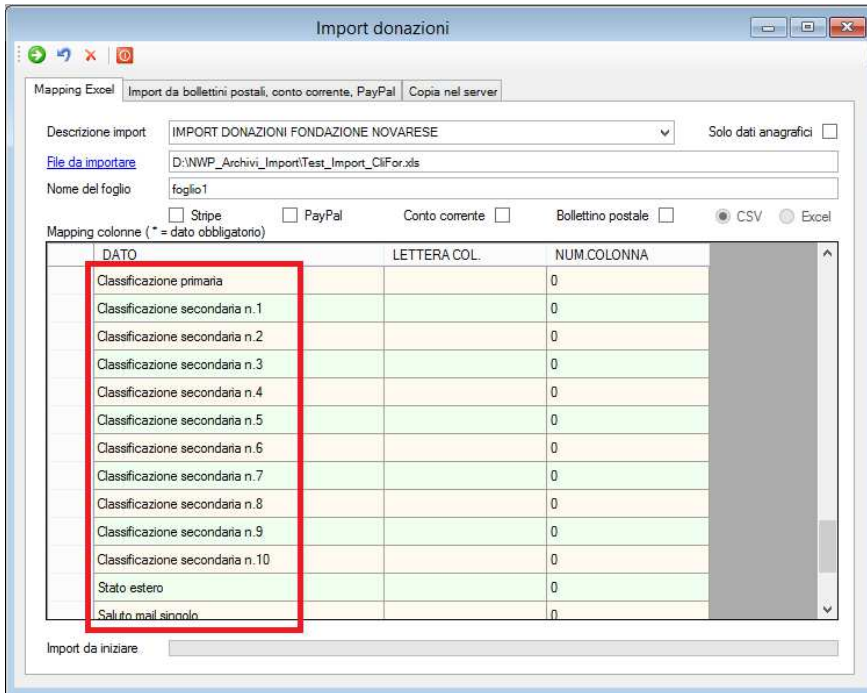 Import donazioni
Mapping Excel Import da bollettini postali, conto corrente, PayPal Copia nel server
Descrizione import IMPORT DONAZIONI FONDAZIONE NOVARESE Solo dati anagrafici
File da importare D:\NWP_Archivi_Import\Test_Import_CliFor.xls
Nome del foglio foglio1
Stripe PayPal Conto corrente Bollettino postale CSV Excel
Mapping colonne ( * = dato obbligatorio)
DATO LETTERA COL. NUM.COLONNA
Classificazione primaria 0
Classificazione secondaria n.1 0
Classificazione secondaria n.2 0
Classificazione secondaria n.3 0
Classificazione secondaria n.4 0
Classificazione secondaria n.5 0
Classificazione secondaria n.6 0
Classificazione secondaria n.7 0
Classificazione secondaria n.8 0
Classificazione secondaria n.9 0
Classificazione secondaria n.10 0
Stato estero 0
Saluto mail singolo 0
Import da iniziare